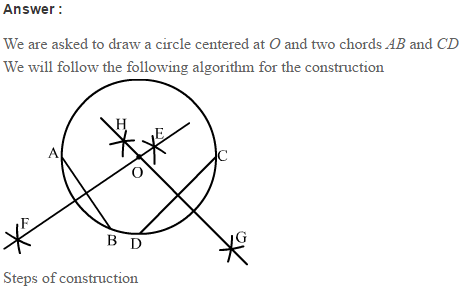 Answer :
We are asked to draw a circle centered at O and two chords AB and CD
We will follow the following algorithm for the construction
H
E
A
C
O
F
B D
G
Steps of construction